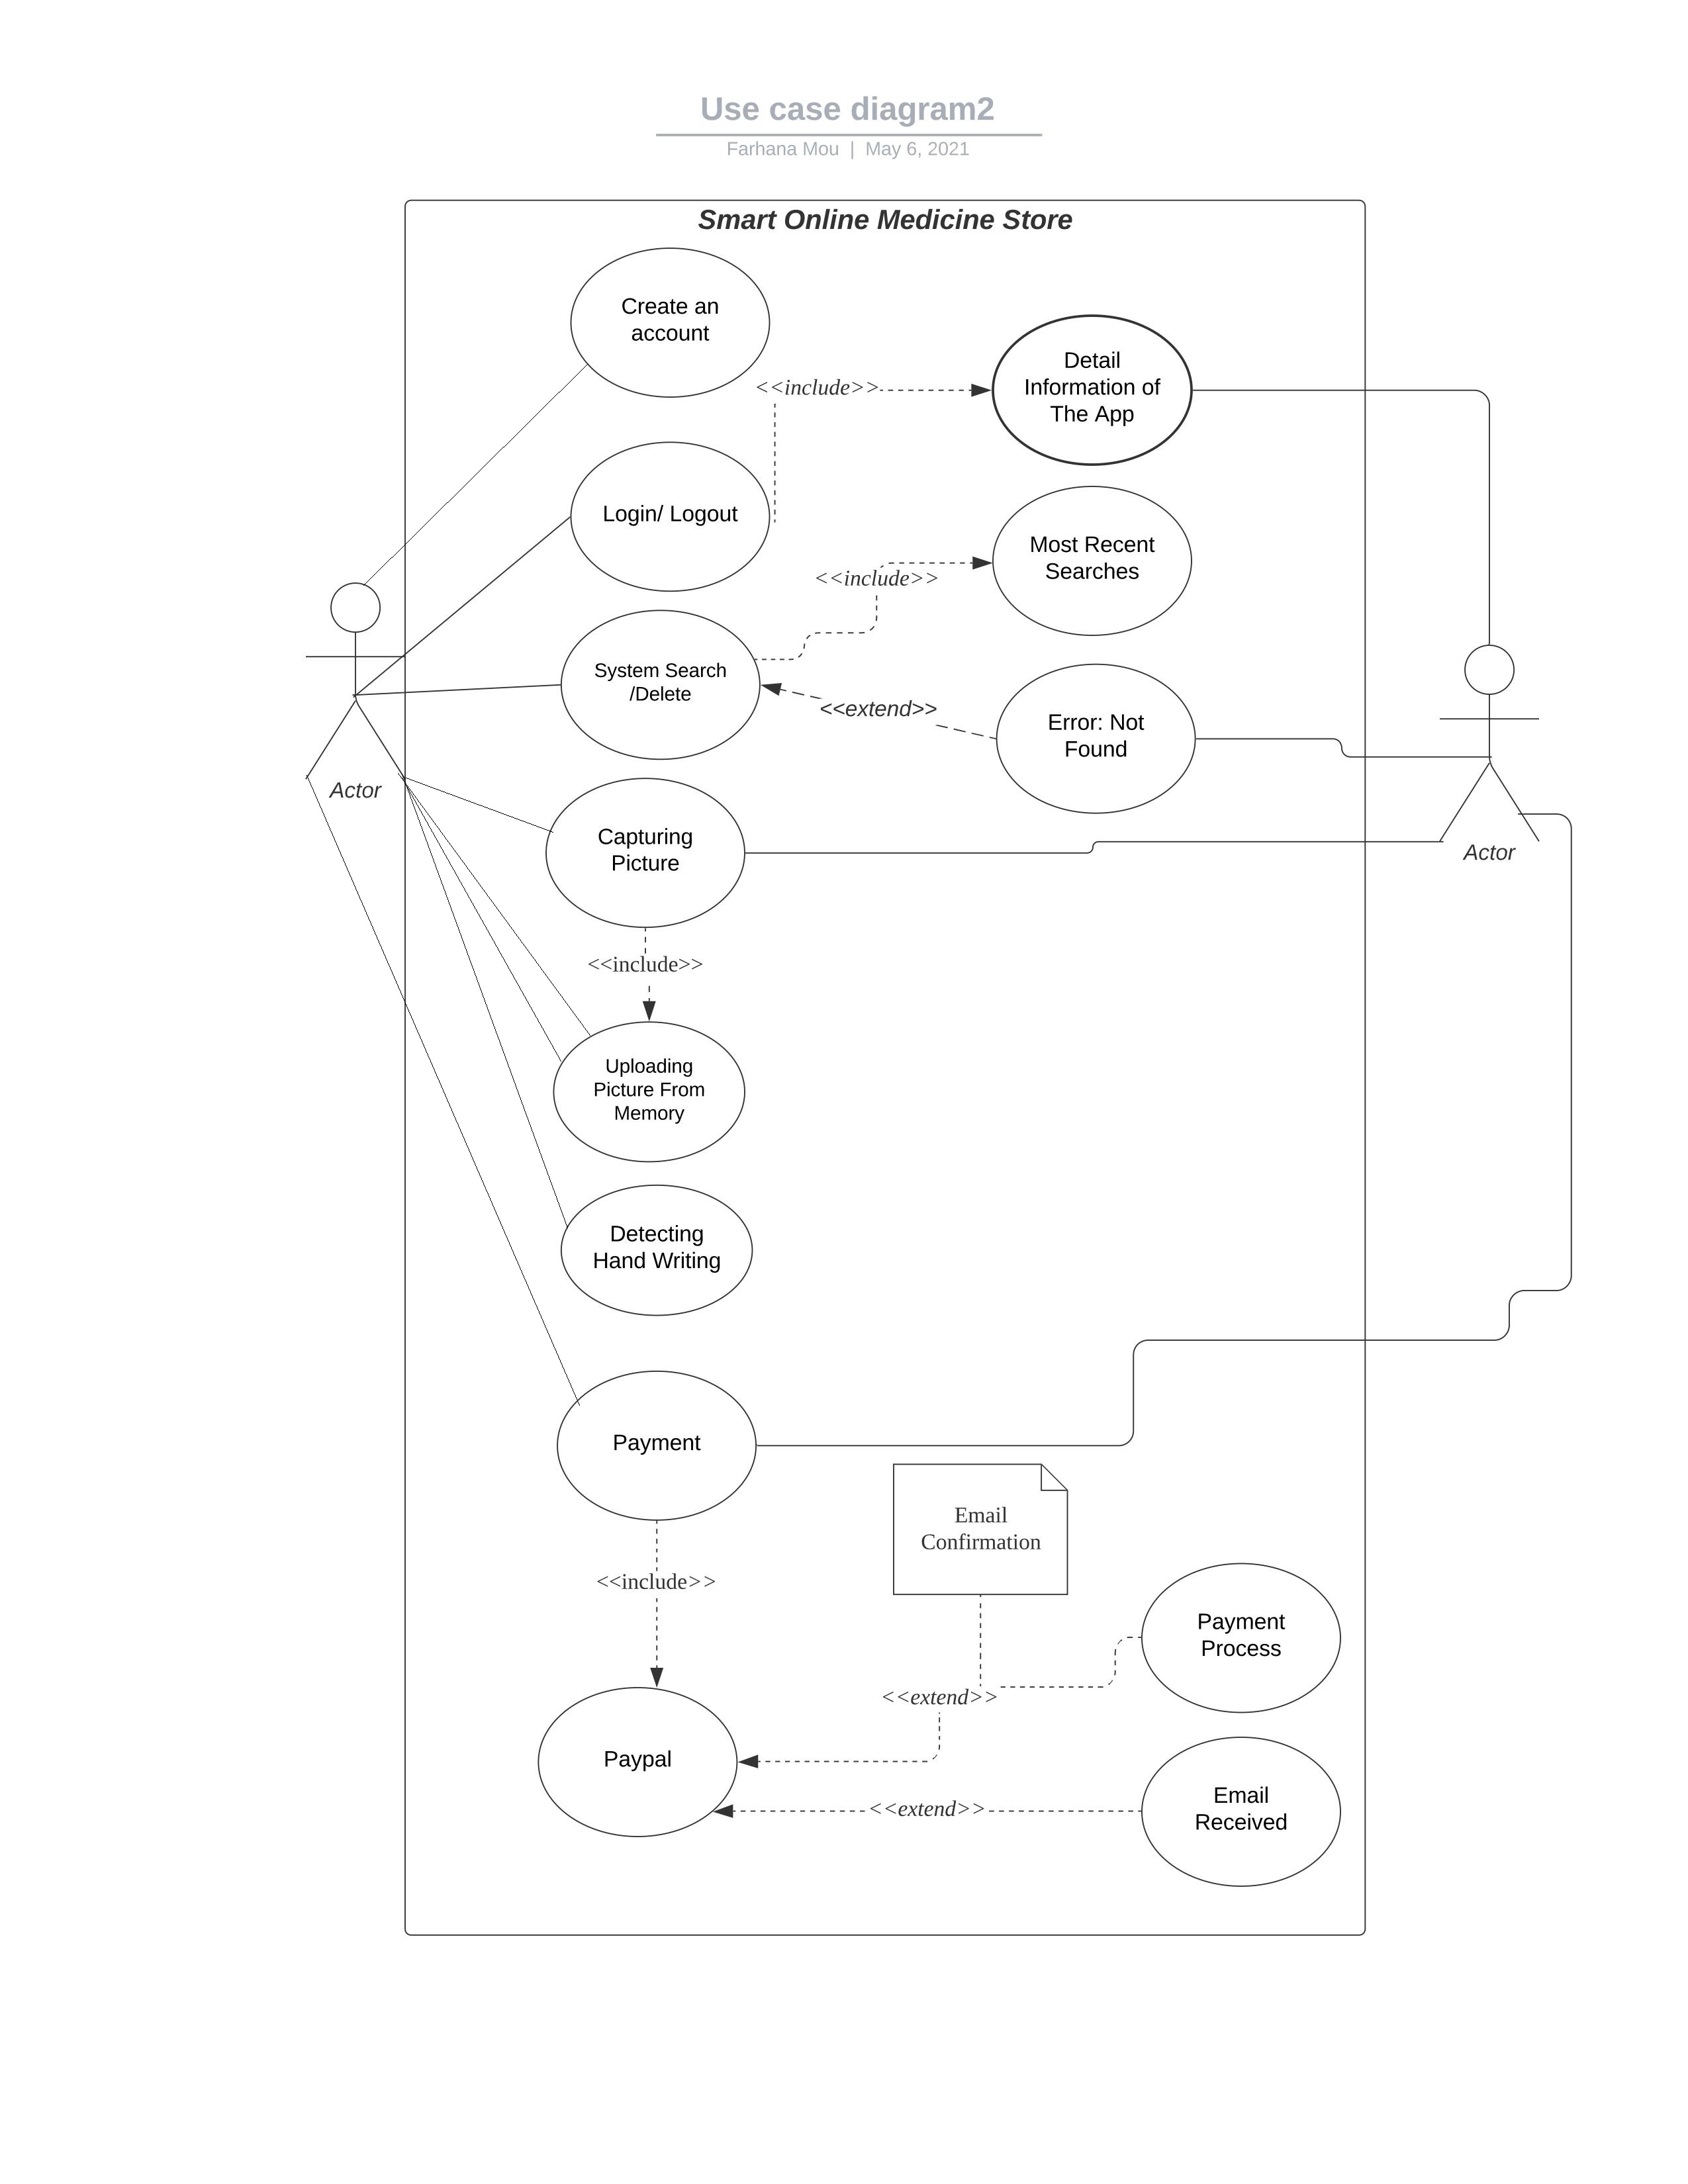 Use case diagram2
Farhana Mou | May 6, 2021
Smart Online Medicine Store
Create an
account
Detail
Information of
The App
<<include>>
Login/ Logout
Most Recent
Searches
<<include>>
System Search
/Delete
<<extend>>
Error: Not
Found
Actor
Capturing
Picture
Actor
<<include>>
Uploading
Picture From
Memory
Detecting
Hand Writing
Payment
Email
Confirmation
<<include>>
Payment
Process
<<extend>>
Paypal
<<extend>>
Email
Received